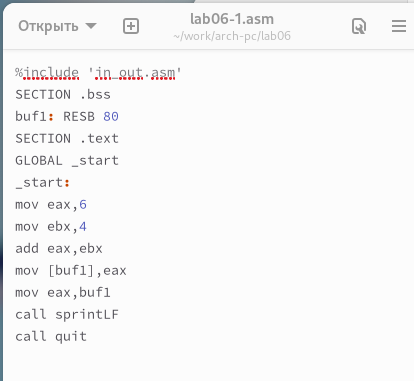 Открыть
lab06-1.asm
~/work/arch-pc/lab06
%include 'in_out.asm'
SECTION .bss
buf1: RESB 80
SECTION .text
GLOBAL _start
_start:
mov eax,6
mov ebx,4
add eax,ebx
mov [buf1],eax
mov eax,buf1
call sprintLF
call quit